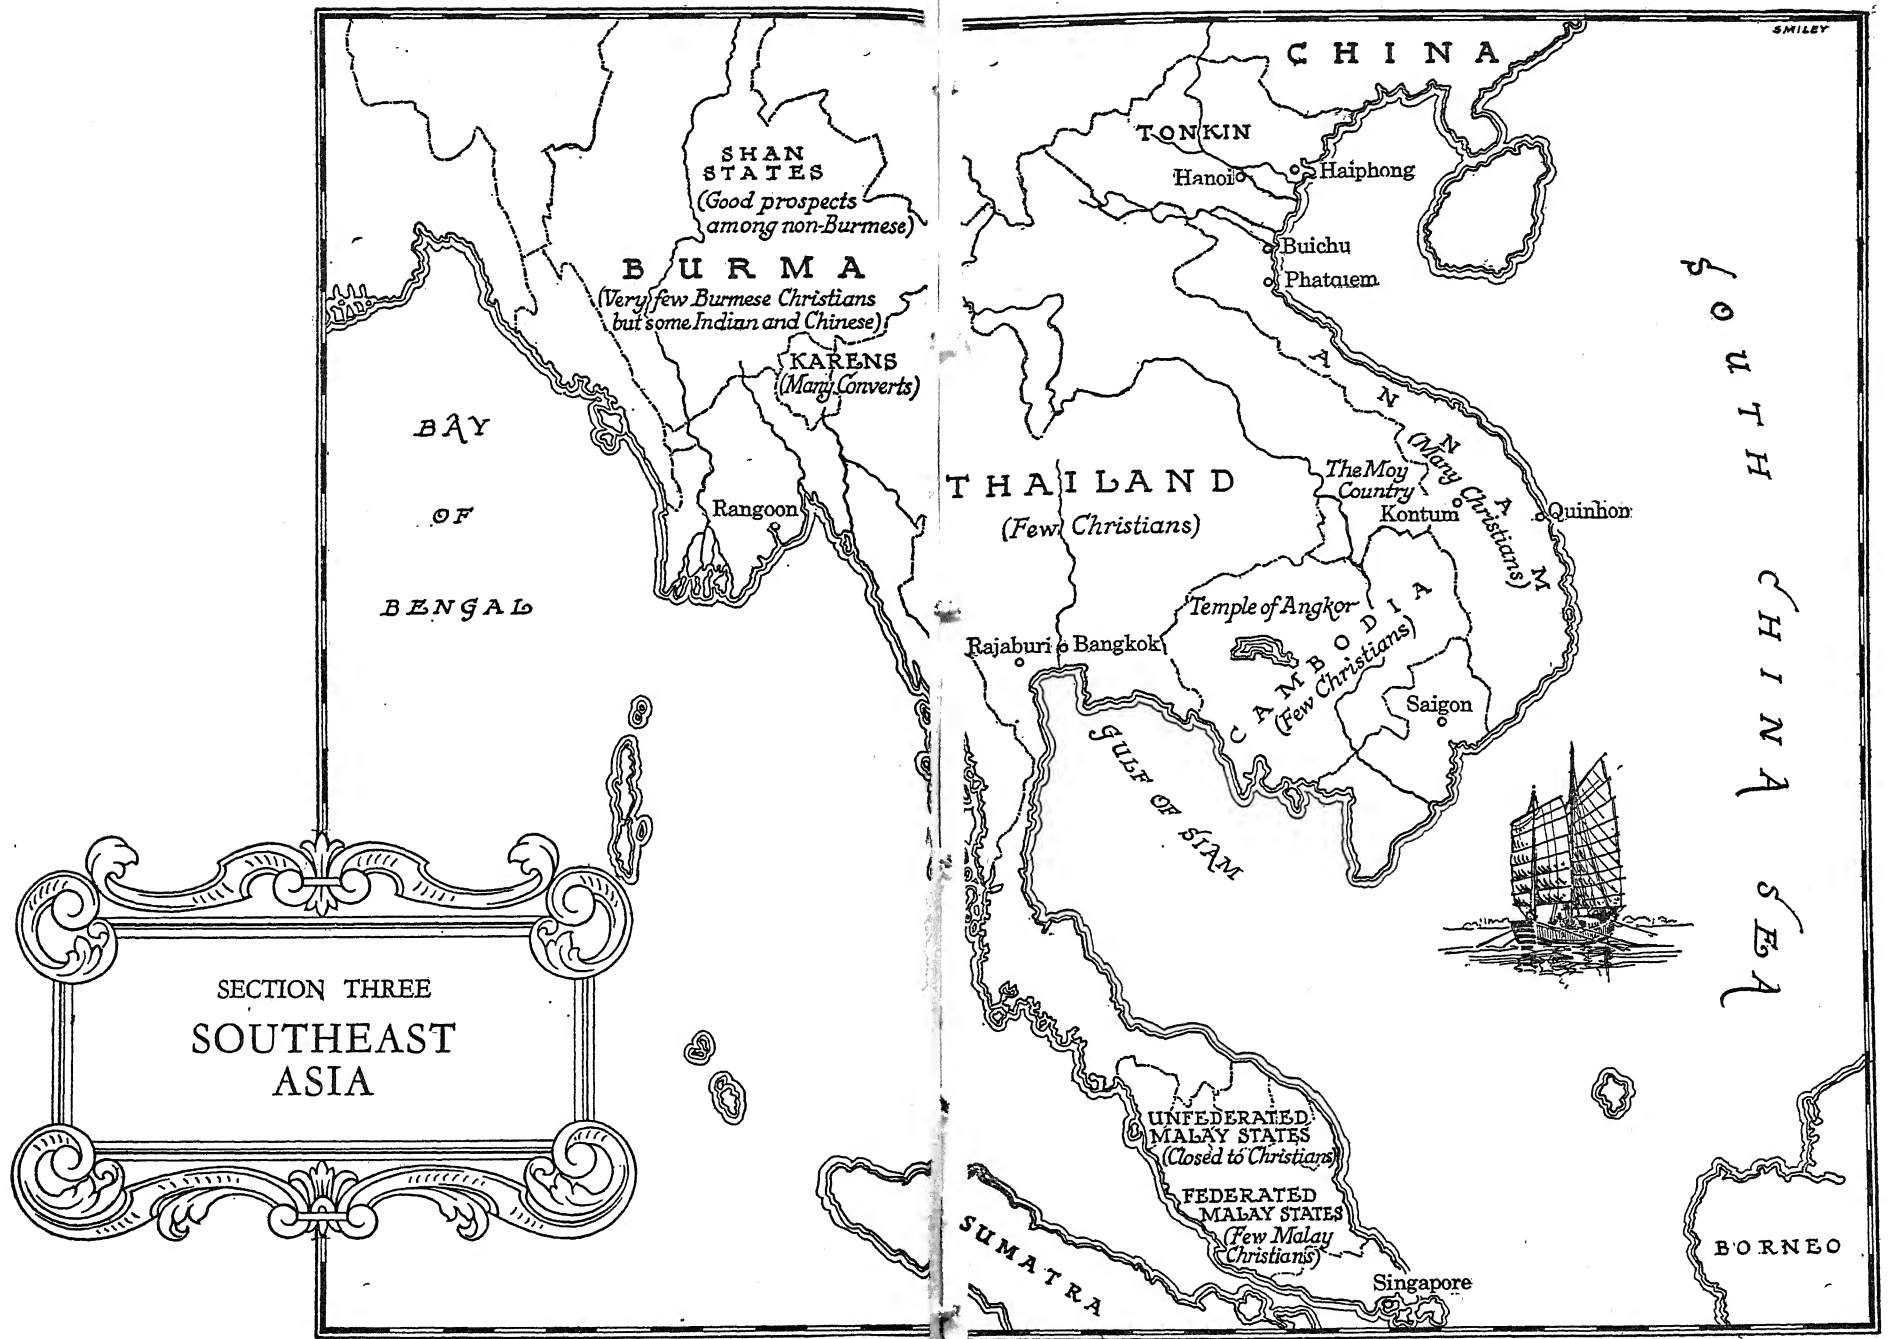 SMILEY
CHINA
TONKIN
Hanoi
Haiphong
Buichu
Phatdiem
SHAN
STATES
(Good prospects
among non-Burmese)
BURMA
(Very few Burmese Christians
but some Indian and Chinese)
KARENS
(Many Converts)
Rangoon
BAY
OF
BENGAL
THAILAND
(Few Christians)
Rajaburi
Bangkok
ANNAM
(Many Christians)
The Moy
Country
Kontum
Quinhon
Temple of Angkor
CAMBODIA
(Few Christians)
Saigon
GULF OF SIAM
SOUTH CHINA SEA
SECTION THREE
SOUTHEAST
ASIA
UNFEDERATED
MALAY STATES
(Closed to Christians)
FEDERATED
MALAY STATES
(Few Malay
Christians)
Singapore
SUMATRA
BORNEO